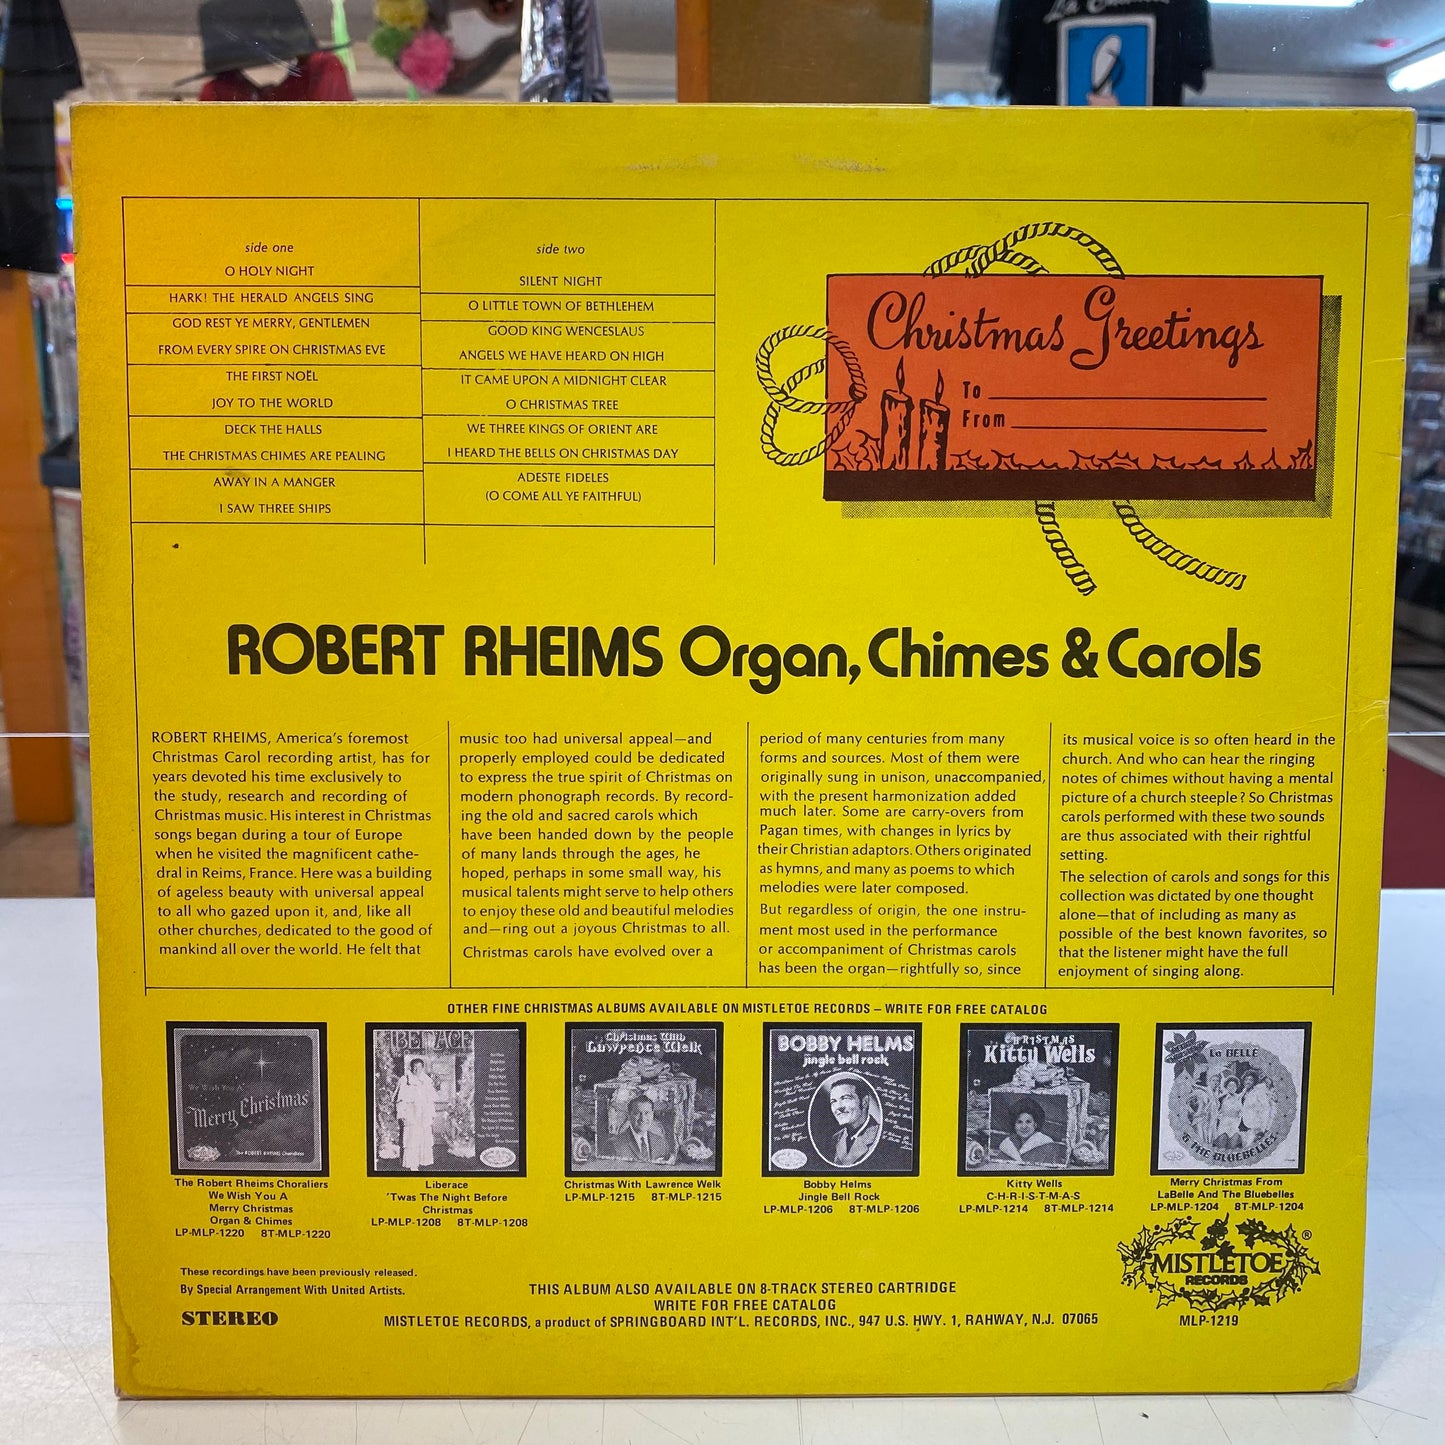 side one
O HOLY NIGHT
HARK! THE HERALD ANGELS SING
GOD REST YE MERRY, GENTLEMEN
FROM EVERY SPIRE ON CHRISTMAS EVE
THE FIRST NOËL
JOY TO THE WORLD
DECK THE HALLS
THE CHRISTMAS CHIMES ARE PEALING
AWAY IN A MANGER
I SAW THREE SHIPS
side two
SILENT NIGHT
O LITTLE TOWN OF BETHLEHEM
GOOD KING WENCESLAUS
ANGELS WE HAVE HEARD ON HIGH
IT CAME UPON A MIDNIGHT CLEAR
O CHRISTMAS TREE
WE THREE KINGS OF ORIENT ARE
I HEARD THE BELLS ON CHRISTMAS DAY
ADESTE FIDELES
(O COME ALL YE FAITHFUL)
Christmas Greetings
To
From
ROBERT RHEIMS Organ, Chimes & Carols
ROBERT RHEIMS, America's foremost
Christmas Carol recording artist, has for
years devoted his time exclusively to
the study, research and recording of
Christmas music. His interest in Christmas
songs began during a tour of Europe
when he visited the magnificent cathe-
dral in Reims, France. Here was a building
of ageless beauty with universal appeal
to all who gazed upon it, and, like all
other churches, dedicated to the good of
mankind all over the world. He felt that
music too had universal appeal—and
properly employed could be dedicated
to express the true spirit of Christmas on
modern phonograph records. By record-
ing the old and sacred carols which
have been handed down by the people
of many lands through the ages, he
hoped, perhaps in some small way, his
musical talents might serve to help others
to enjoy these old and beautiful melodies
and—ring out a joyous Christmas to all.
Christmas carols have evolved over a
period of many centuries from many
forms and sources. Most of them were
originally sung in unison, unaccompanied,
with the present harmonization added
much later. Some are carry-overs from
Pagan times, with changes in lyrics by
their Christian adaptors. Others originated
as hymns, and many as poems to which
melodies were later composed.
But regardless of origin, the one instru-
ment most used in the performance
or accompaniment of Christmas carols
has been the organ—rightfully so, since
its musical voice is so often heard in the
church. And who can hear the ringing
notes of chimes without having a mental
picture of a church steeple? So Christmas
carols performed with these two sounds
are thus associated with their rightful
setting.
The selection of carols and songs for this
collection was dictated by one thought
alone—that of including as many as
possible of the best known favorites, so
that the listener might have the full
enjoyment of singing along.
OTHER FINE CHRISTMAS ALBUMS AVAILABLE ON MISTLETOE RECORDS – WRITE FOR FREE CATALOG
We Wish You A
Merry Christmas
The ROBERT RHEIMS Choraliers
LIBERACE
Christmas With
Lawrence Welk
BOBBY HELMS
jingle bell rock
CHRISTMAS
Kitty Wells
La BELLE
& THE BLUEBELLES
The Robert Rheims Choraliers
We Wish You A
Merry Christmas
Organ & Chimes
LP-MLP-1220 8T-MLP-1220
Liberace
'Twas The Night Before
Christmas
LP-MLP-1208 8T-MLP-1208
Christmas With Lawrence Welk
LP-MLP-1215 8T-MLP-1215
Bobby Helms
Jingle Bell Rock
LP-MLP-1206 8T-MLP-1206
Kitty Wells
C-H-R-I-S-T-M-A-S
LP-MLP-1214 8T-MLP-1214
Merry Christmas From
LaBelle And The Bluebelles
LP-MLP-1204 8T-MLP-1204
These recordings have been previously released.
By Special Arrangement With United Artists.
STEREO
THIS ALBUM ALSO AVAILABLE ON 8-TRACK STEREO CARTRIDGE
WRITE FOR FREE CATALOG
MISTLETOE RECORDS, a product of SPRINGBOARD INT'L. RECORDS, INC., 947 U.S. HWY. 1, RAHWAY, N.J. 07065
MISTLETOE ®
RECORDS
MLP-1219